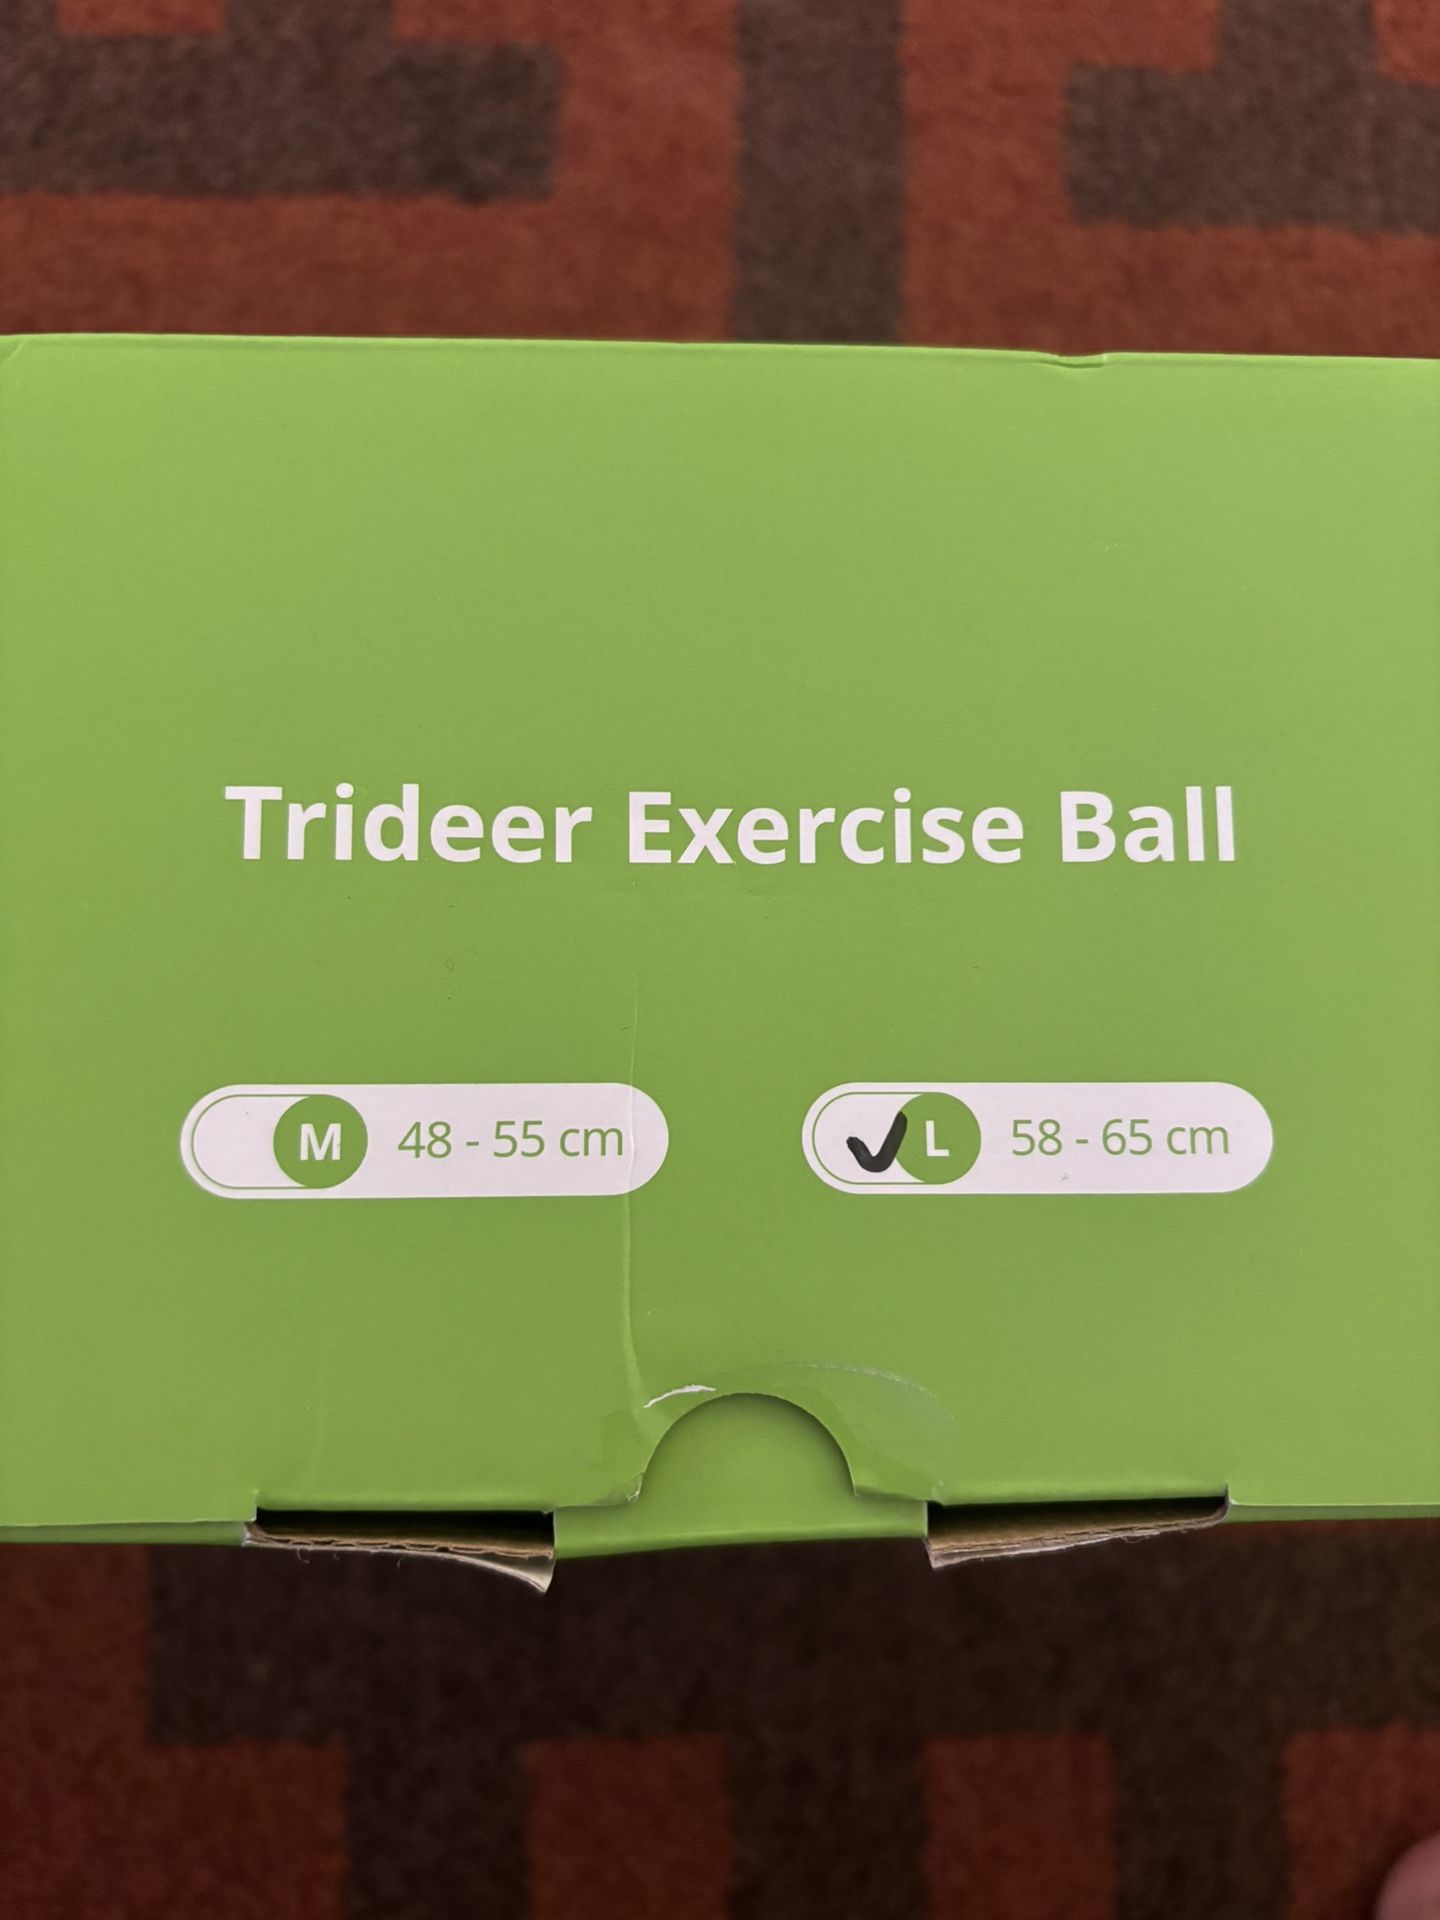 Trideer Exercise Ball
M 48 - 55 cm
✓ L 58 - 65 cm